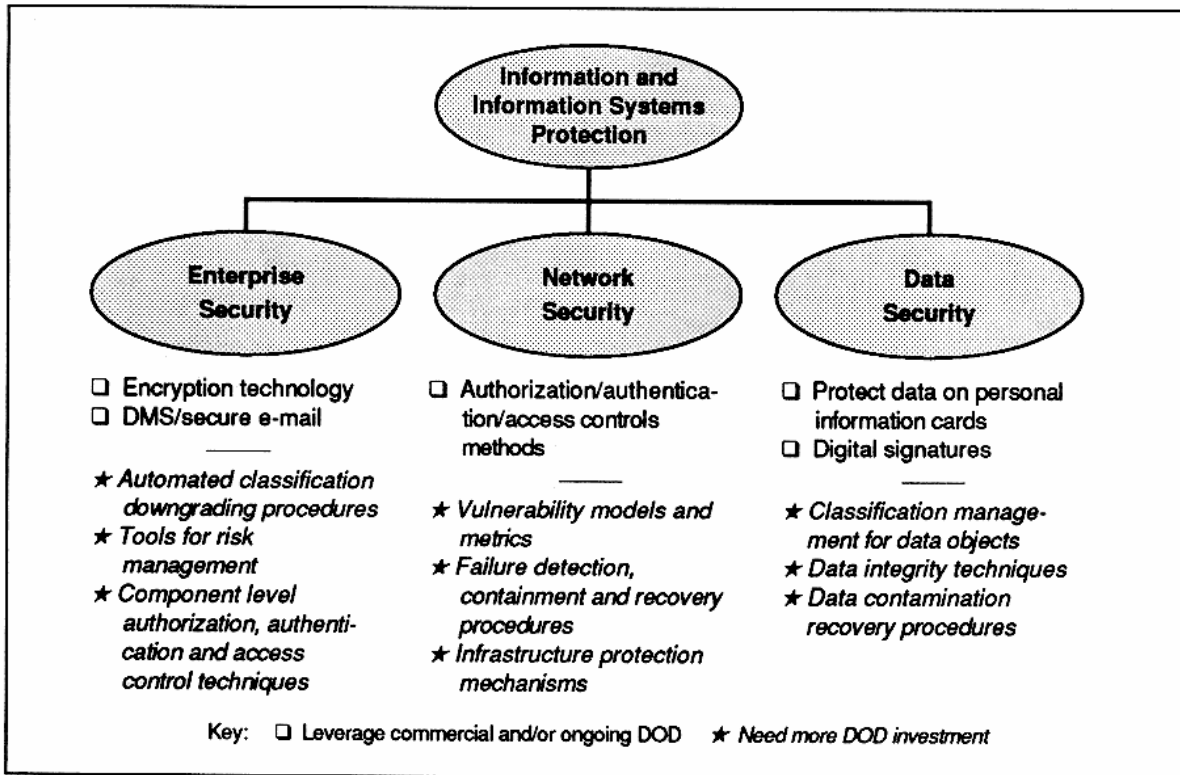 Information and
Information Systems
Protection
Enterprise
Security
Network
Security
Data
Security
❑ Encryption technology
❑ DMS/secure e-mail
★ Automated classification
downgrading procedures
★ Tools for risk
management
★ Component level
authorization, authenti-
cation and access
control techniques
❑ Authorization/authentica-
tion/access controls
methods
★ Vulnerability models and
metrics
★ Failure detection,
containment and recovery
procedures
★ Infrastructure protection
mechanisms
❑ Protect data on personal
information cards
❑ Digital signatures
★ Classification manage-
ment for data objects
★ Data integrity techniques
★ Data contamination
recovery procedures
Key: ❑ Leverage commercial and/or ongoing DOD ★ Need more DOD investment